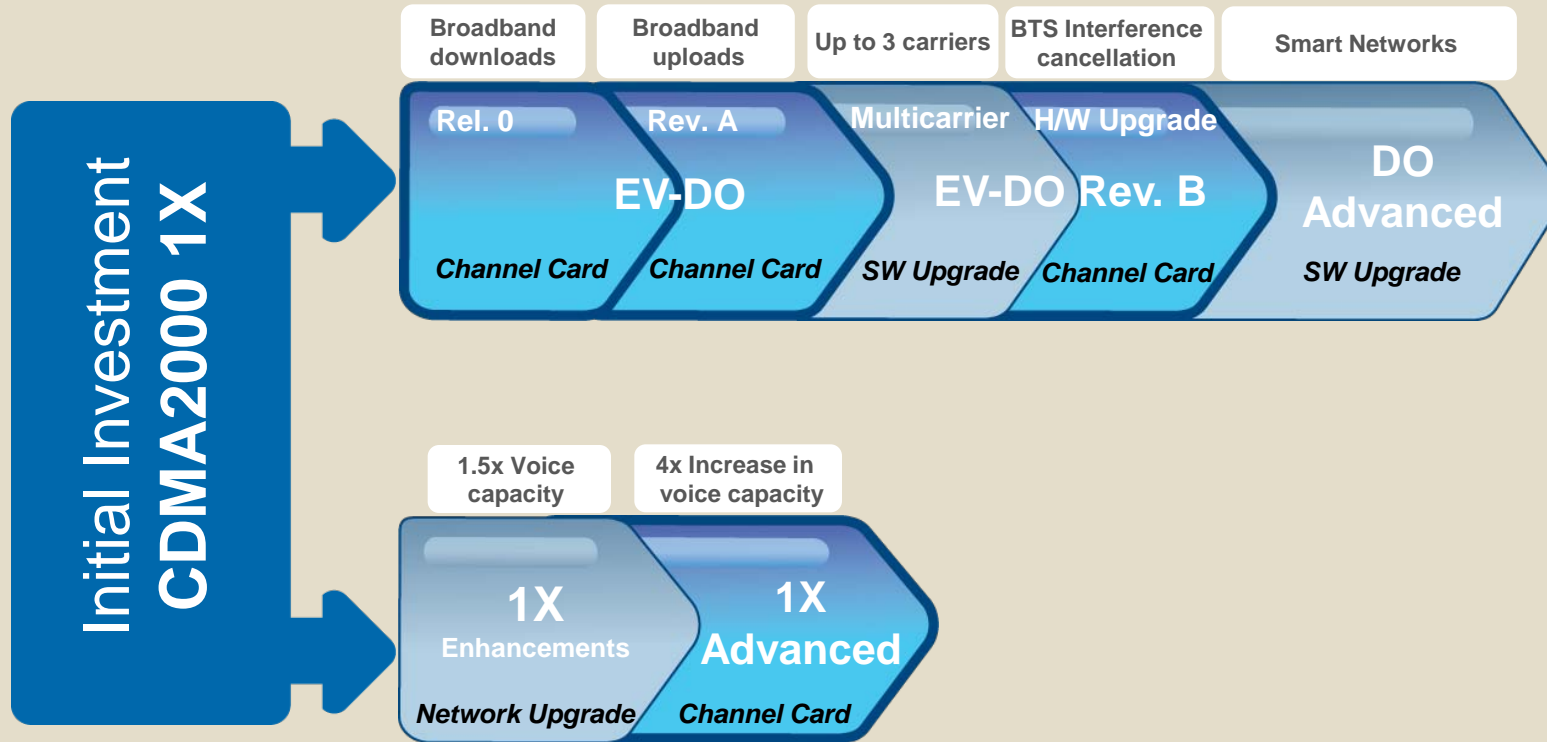 Initial Investment
CDMA2000 1X
Broadband
downloads
Broadband
uploads
Up to 3 carriers
BTS Interference
cancellation
Smart Networks
Rel. 0
Rev. A
Multicarrier
H/W Upgrade
EV-DO
EV-DO Rev. B
DO
Advanced
Channel Card
Channel Card
SW Upgrade
Channel Card
SW Upgrade
1.5x Voice
capacity
4x Increase in
voice capacity
1X
Enhancements
1X
Advanced
Network Upgrade
Channel Card